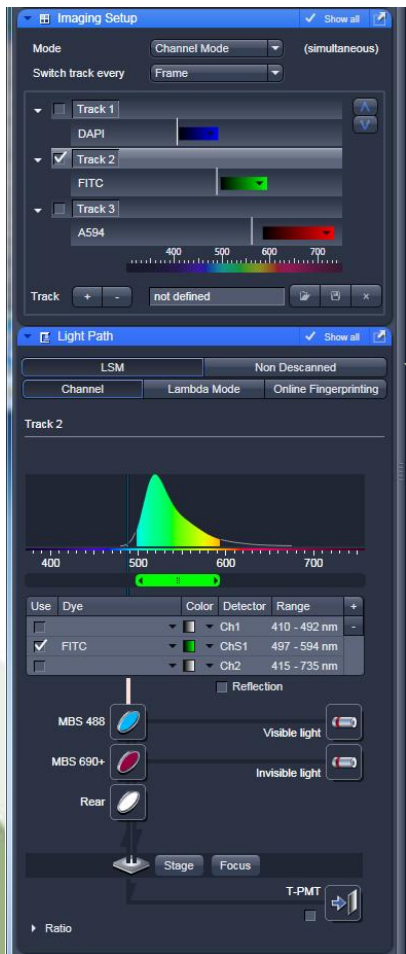 Imaging Setup Show all
Mode Channel Mode (simultaneous)
Switch track every Frame
Track 1
DAPI
Track 2
FITC
Track 3
A594
400 500 600 700
Track + - not defined ×
Light Path Show all
LSM Non Descanned
Channel Lambda Mode Online Fingerprinting
Track 2
400 500 600 700
Use Dye Color Detector Range +
Ch1 410 - 492 nm -
FITC ChS1 497 - 594 nm
Ch2 415 - 735 nm
Reflection
MBS 488 Visible light
MBS 690+ Invisible light
Rear
Stage Focus
T-PMT
Ratio